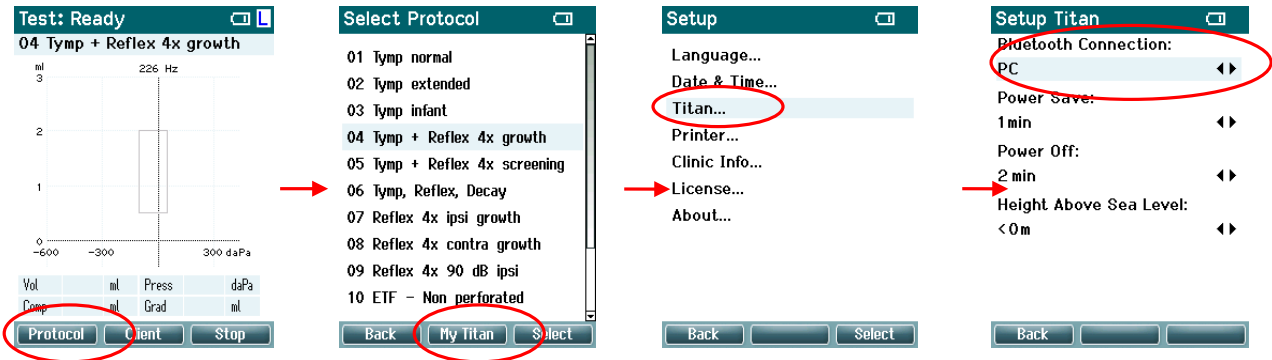 Test: Ready L
04 Tymp + Reflex 4x growth
ml 226 Hz
3
2
1
0
-600 -300 300 daPa
Vol ml Press daPa
Comp ml Grad ml
Protocol Client Stop
Select Protocol
01 Tymp normal
02 Tymp extended
03 Tymp infant
04 Tymp + Reflex 4x growth
05 Tymp + Reflex 4x screening
06 Tymp, Reflex, Decay
07 Reflex 4x ipsi growth
08 Reflex 4x contra growth
09 Reflex 4x 90 dB ipsi
10 ETF - Non perforated
Back My Titan Select
Setup
Language...
Date & Time...
Titan...
Printer...
Clinic Info...
License...
About...
Back Select
Setup Titan
Bluetooth Connection:
PC
Power Save:
1min
Power Off:
2 min
Height Above Sea Level:
<0m
Back